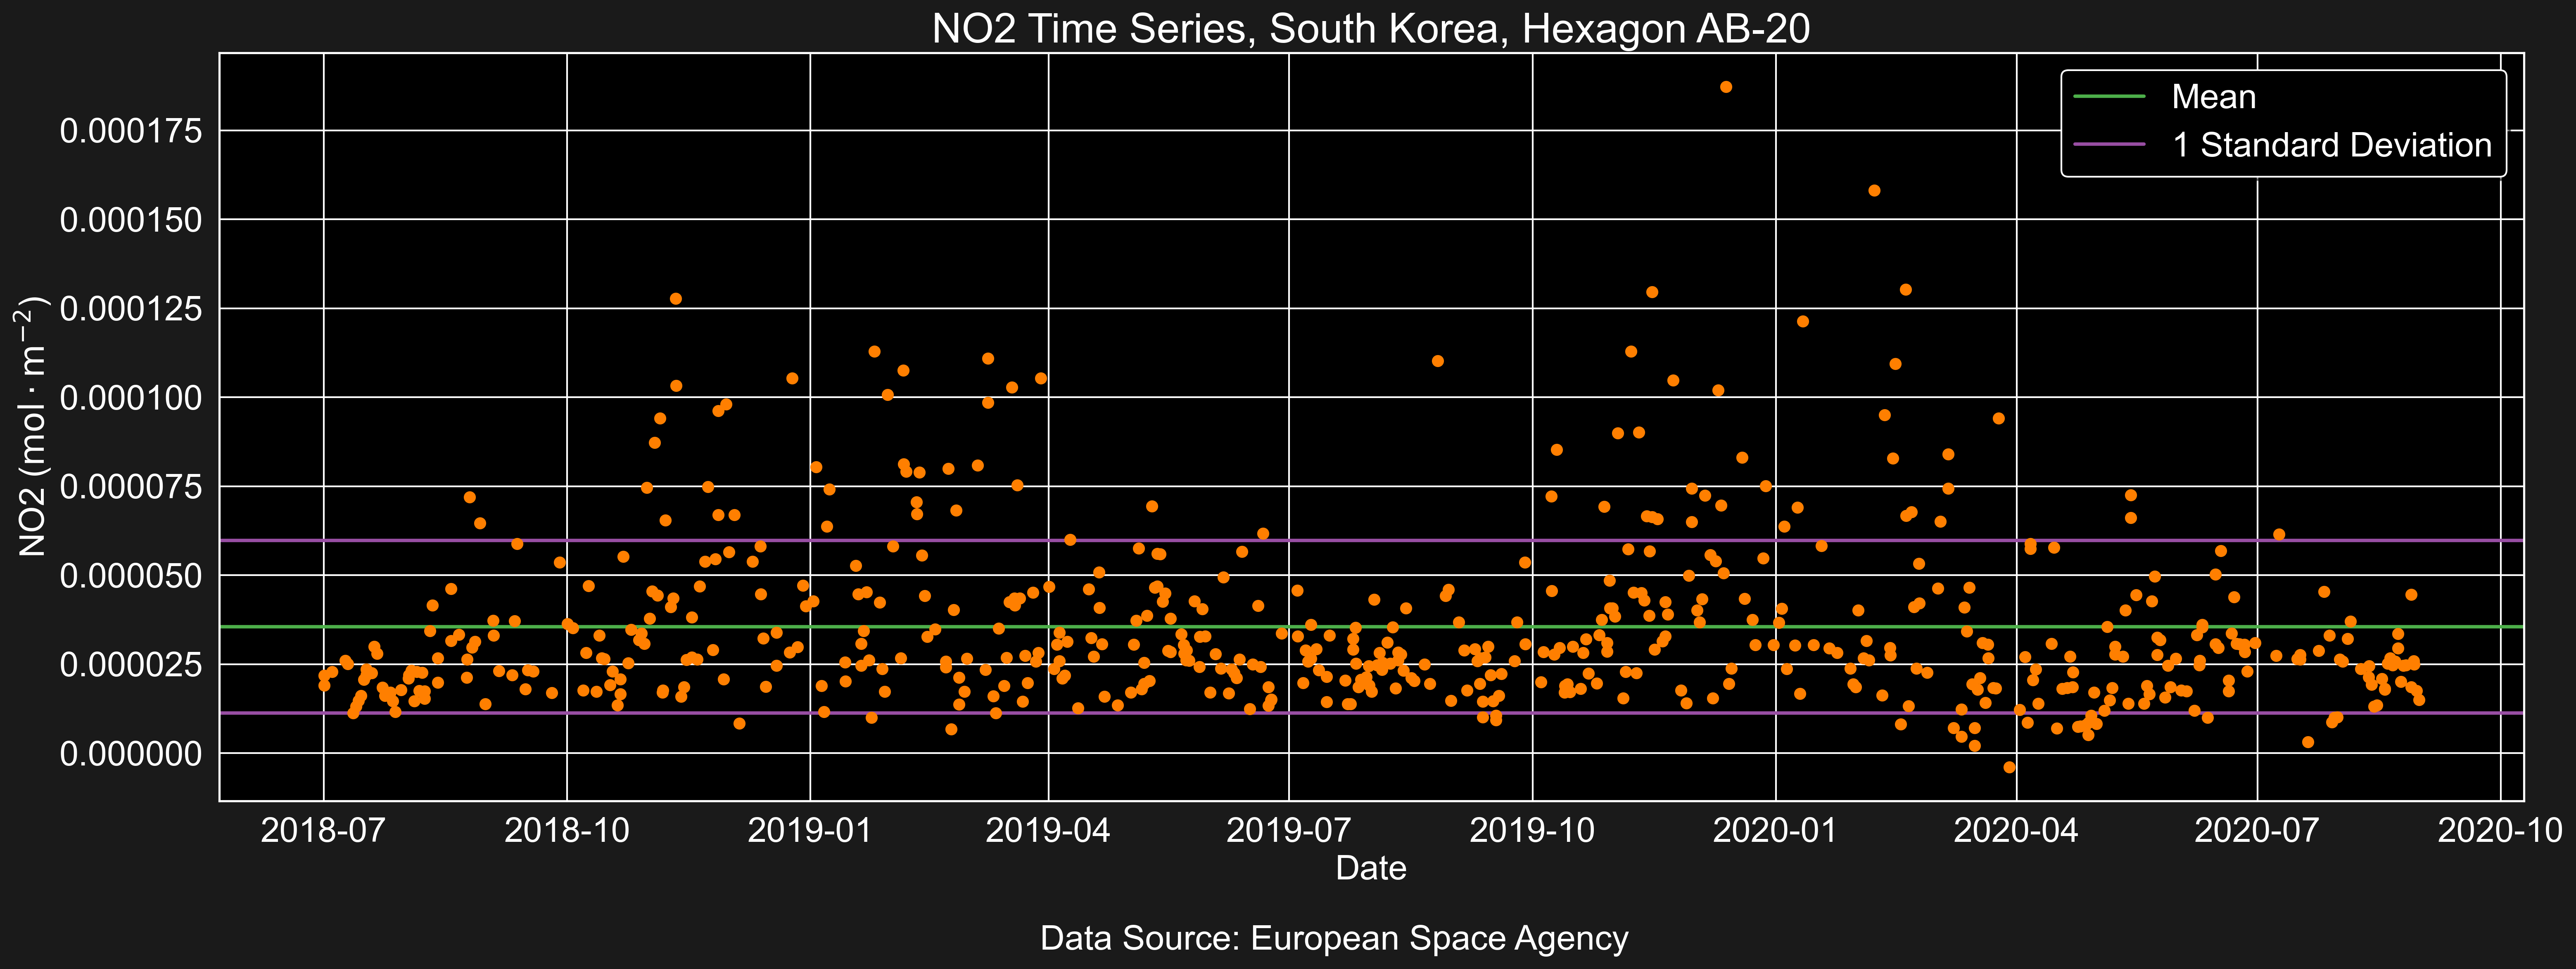 NO2 Time Series, South Korea, Hexagon AB-20
Mean
1 Standard Deviation
NO2 (mol · m⁻²)
0.000175
0.000150
0.000125
0.000100
0.000075
0.000050
0.000025
0.000000
2018-07 2018-10 2019-01 2019-04 2019-07 2019-10 2020-01 2020-04 2020-07 2020-10
Date
Data Source: European Space Agency